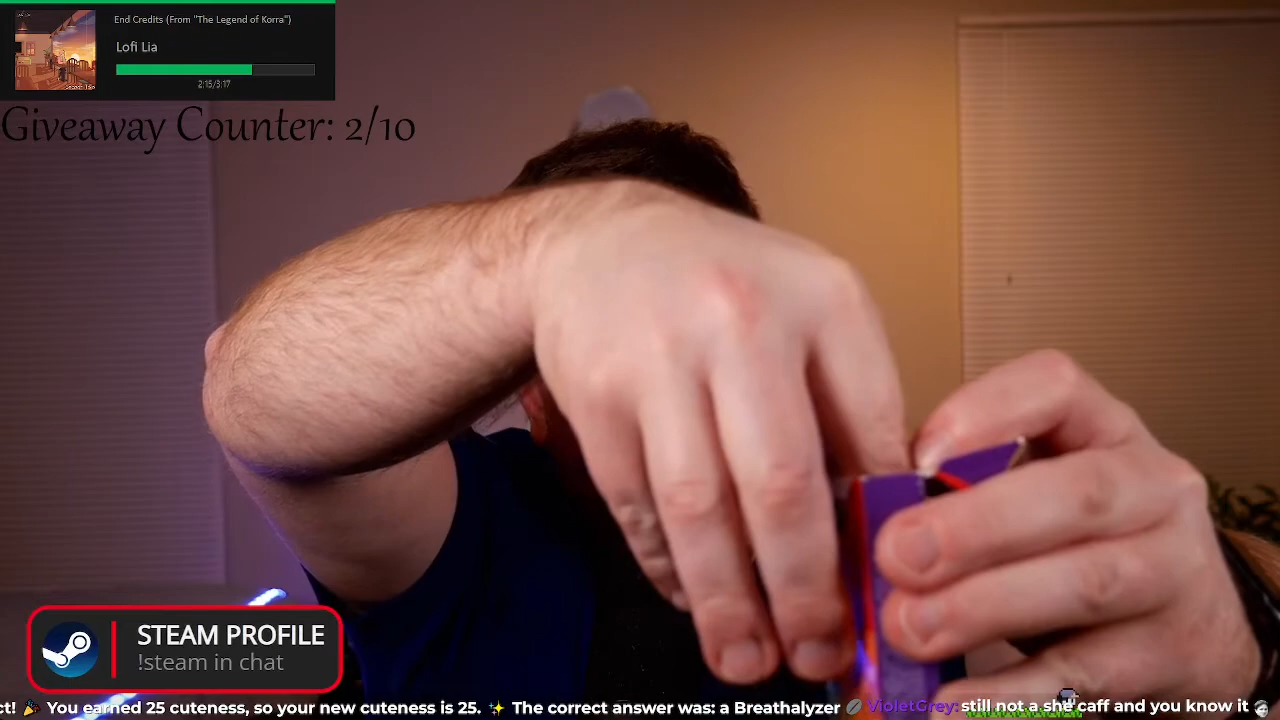 End Credits (From "The Legend of Korra")
Lofi Lia
2:15/3:17
Giveaway Counter: 2/10
STEAM PROFILE
!steam in chat
ct! 🎉 You earned 25 cuteness, so your new cuteness is 25. ✨ The correct answer was: a Breathalyzer VioletGrey: still not a she caff and you know it